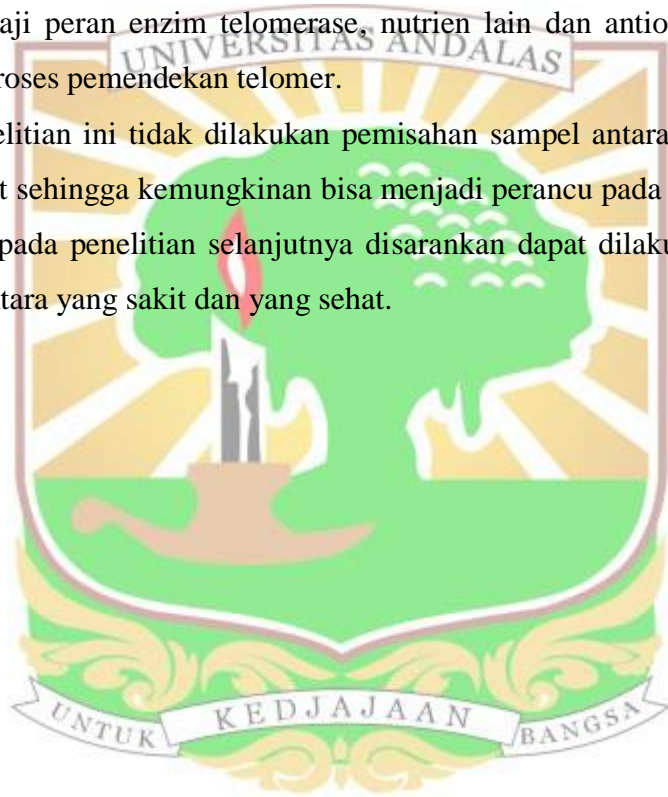 aji peran enzim telomerase, nutrien lain dan antio
UNIVERSITAS ANDALAS
roses pemendekan telomer.
elitian ini tidak dilakukan pemisahan sampel antara
t sehingga kemungkinan bisa menjadi perancu pada
pada penelitian selanjutnya disarankan dapat dilaku
tara yang sakit dan yang sehat.
UNTUK KEDJAJAAN BANGSA